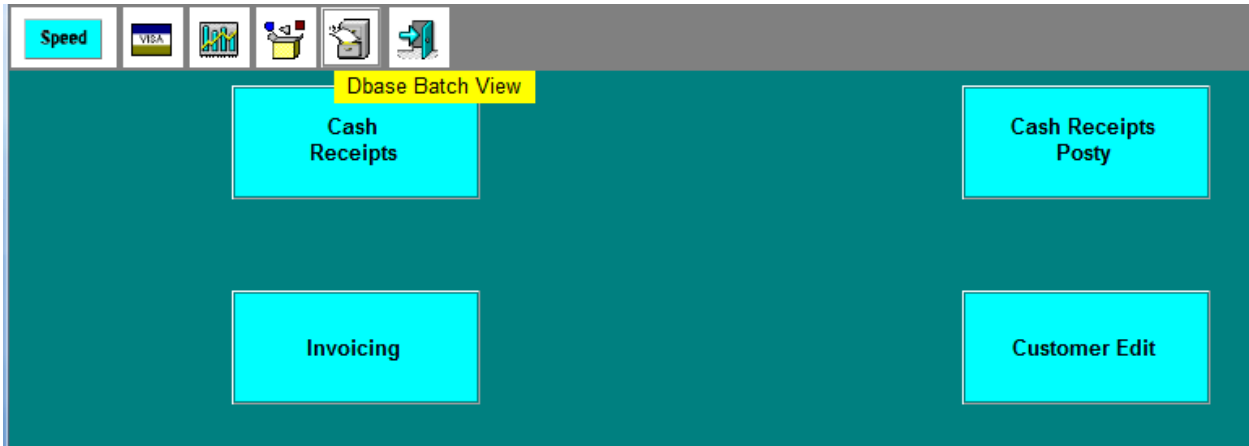 Speed
VISA
Dbase Batch View
Cash
Receipts
Cash Receipts
Posty
Invoicing
Customer Edit